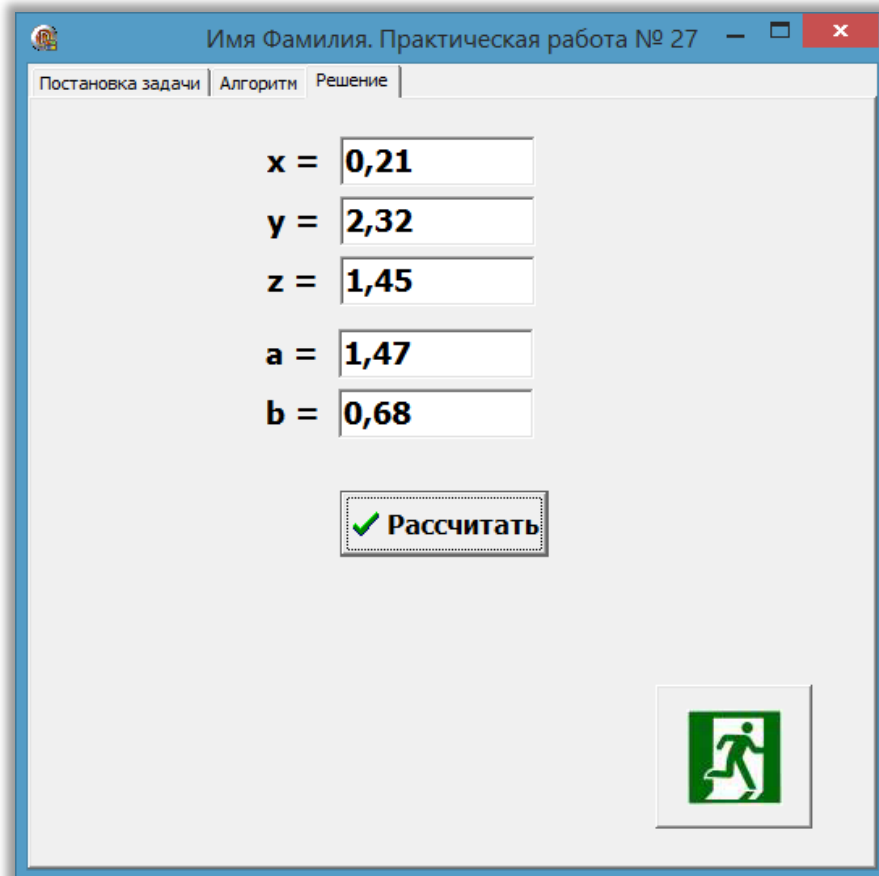 Имя Фамилия. Практическая работа № 27
Постановка задачи Алгоритм Решение
x = 0,21
y = 2,32
z = 1,45
a = 1,47
b = 0,68
Рассчитать